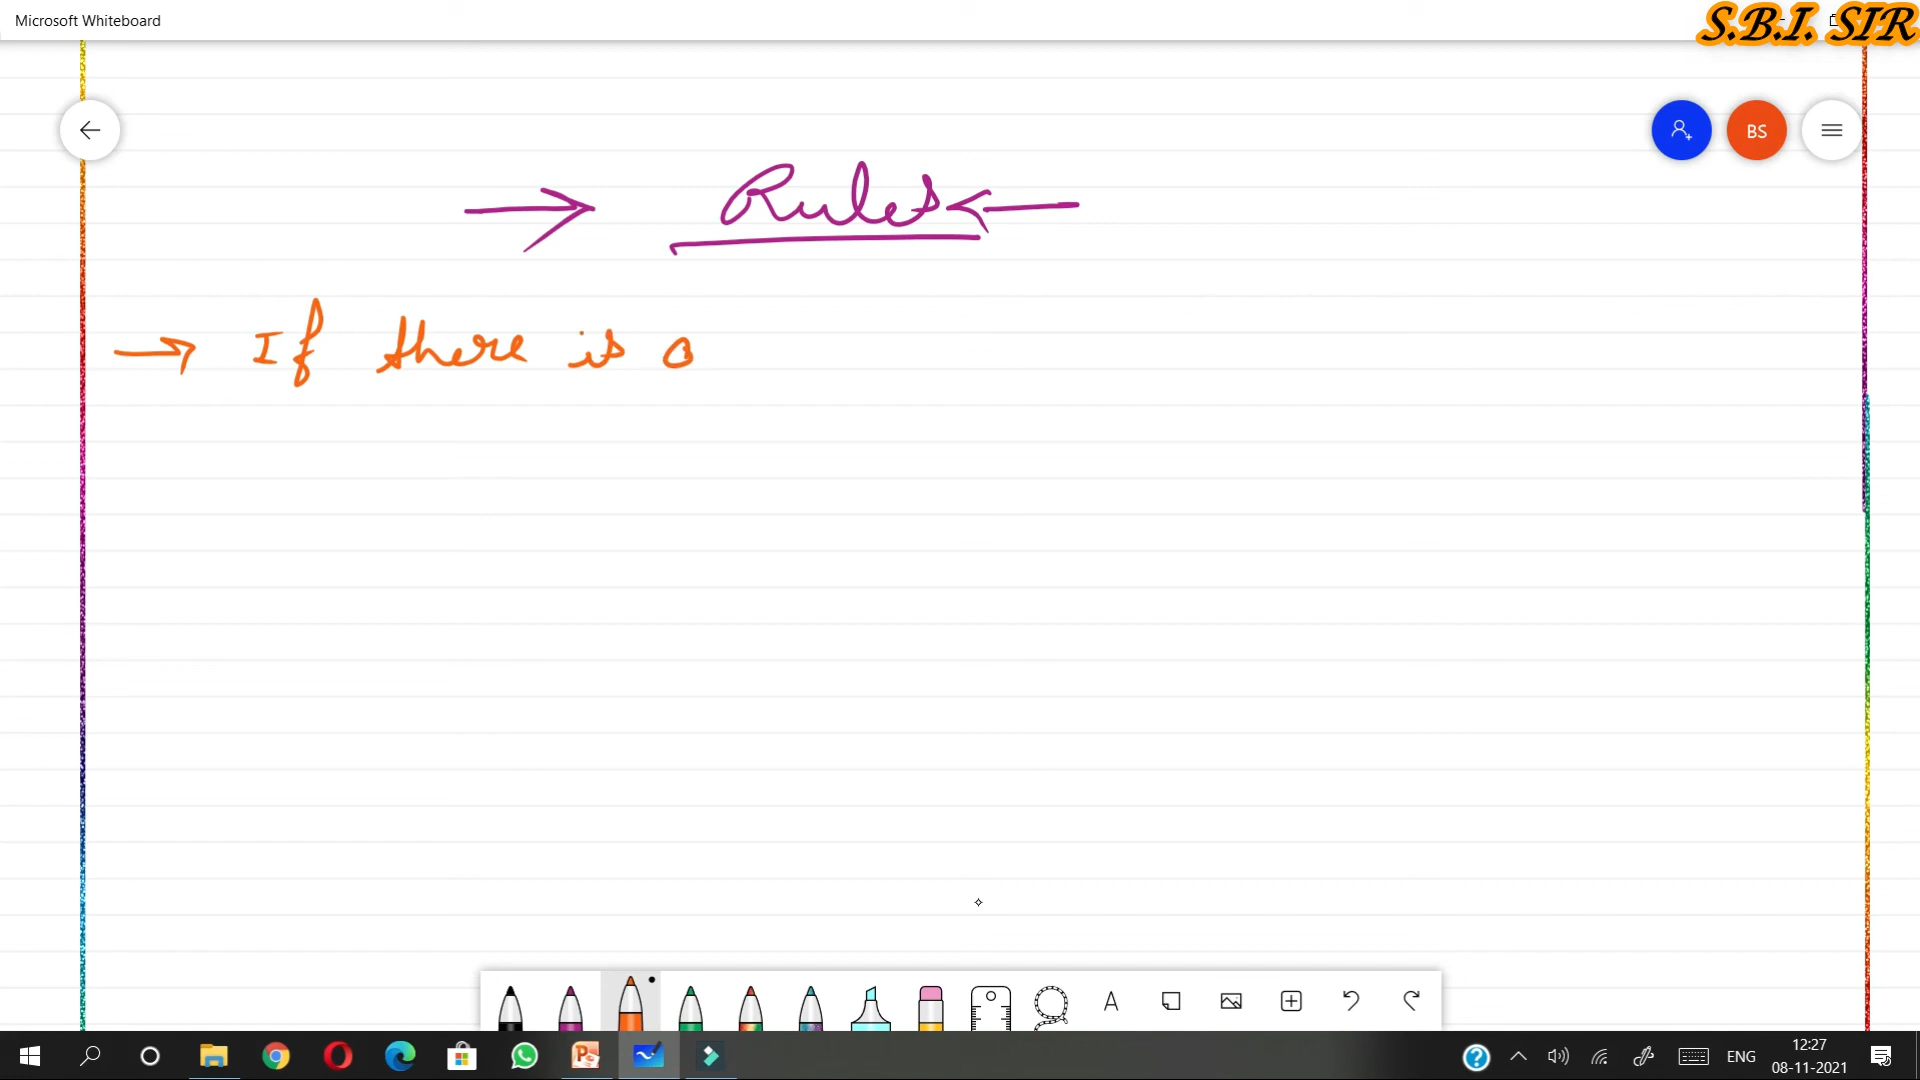 Microsoft Whiteboard
S.B.I. SIR
BS
→ Rules ←
→ If there is a
A
ENG
12:27
08-11-2021